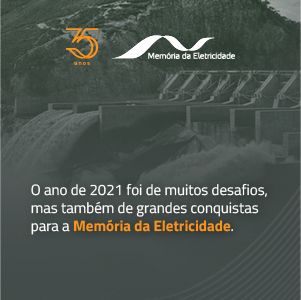 35
anos
Memória da Eletricidade
O ano de 2021 foi de muitos desafios,
mas também de grandes conquistas
para a Memória da Eletricidade.